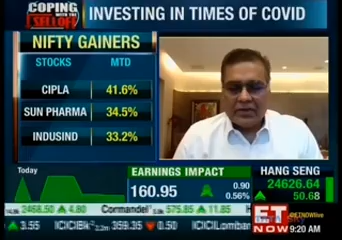 COPING
WITH THE
SELLOFF
INVESTING IN TIMES OF COVID
NIFTY GAINERS
STOCKS MTD
CIPLA 41.6%
SUN PHARMA 34.5%
INDUSIND 33.2%
Today
EARNINGS IMPACT
160.95 0.90
0.56%
HANG SENG
24626.64
50.68
3468.50 4.80 Cormandel 575.85 11.85
3.55 ICICIBk 359.35 0.50 ICICILomban
ET
NOW
9:20 AM